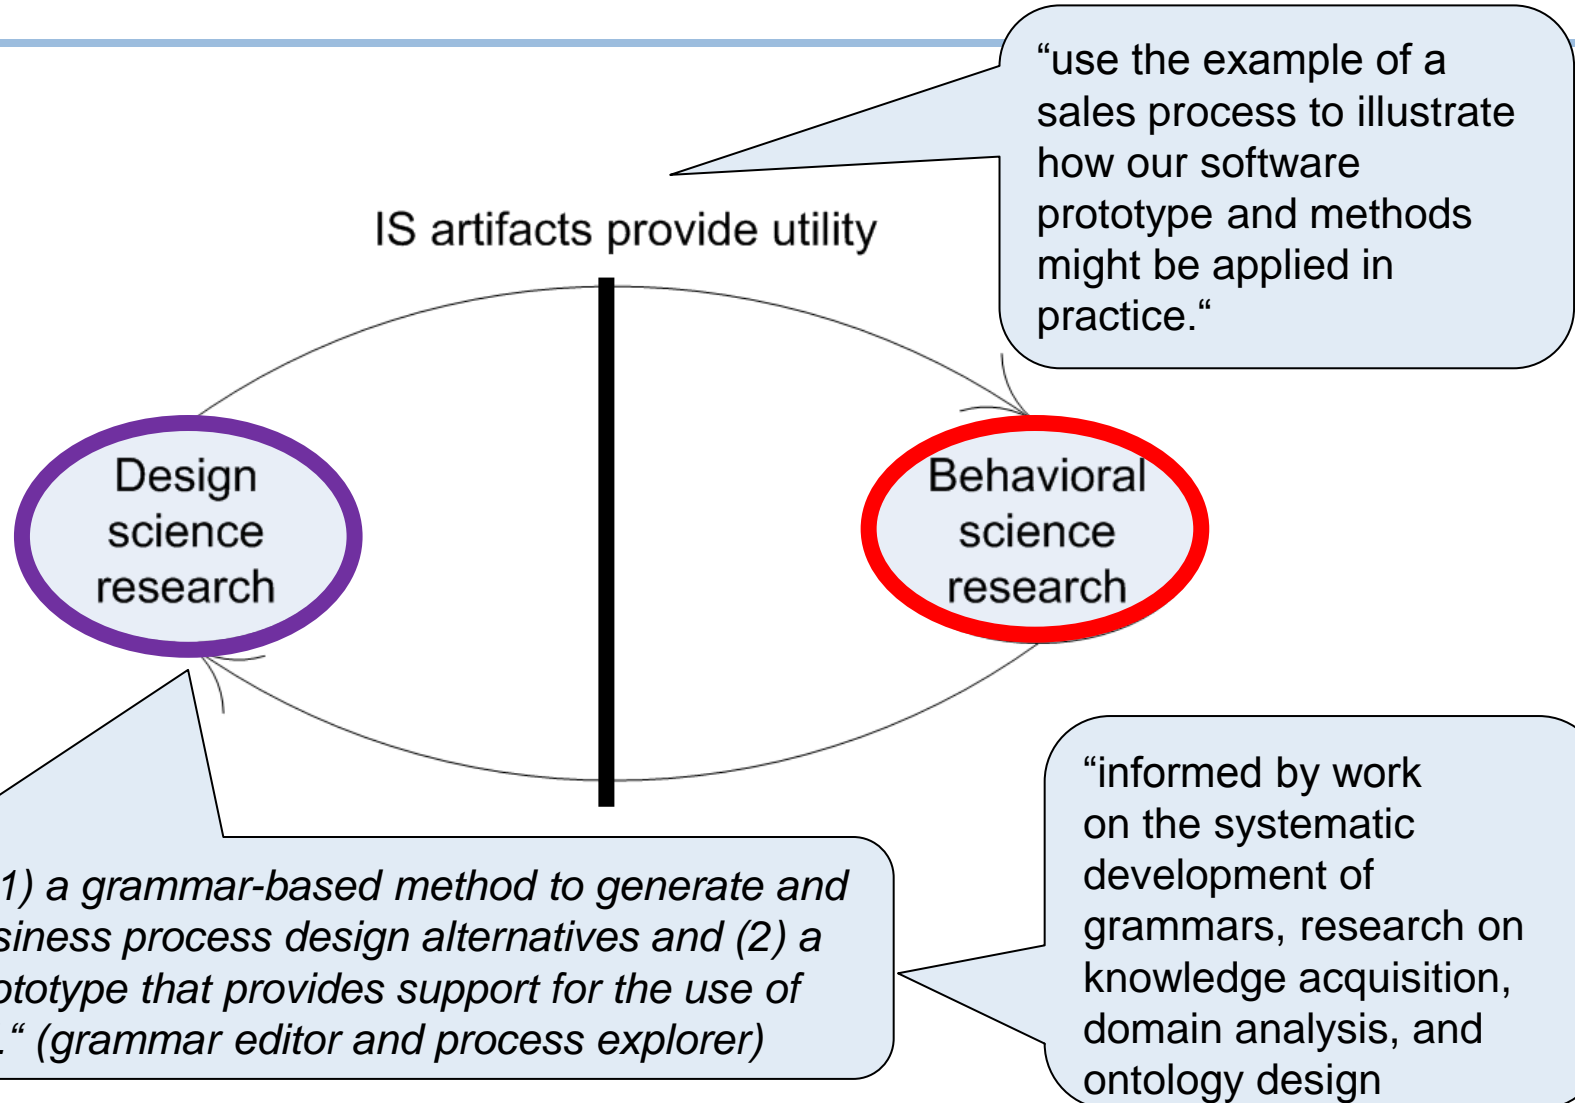 “use the example of a
sales process to illustrate
how our software
prototype and methods
might be applied in
practice.“
IS artifacts provide utility
Design
science
research
Behavioral
science
research
“informed by work
on the systematic
development of
grammars, research on
knowledge acquisition,
domain analysis, and
ontology design
1) a grammar-based method to generate and
process design alternatives and (2) a
that provides support for the use of
.“ (grammar editor and process explorer)